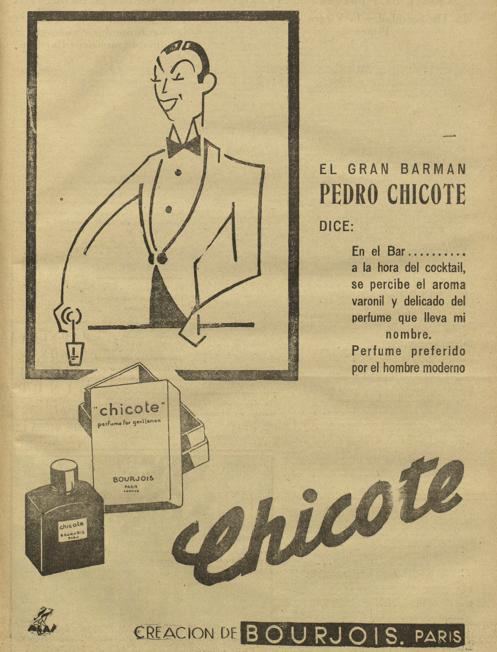 EL GRAN BARMAN
PEDRO CHICOTE
DICE:
En el Bar..........
a la hora del cocktail,
se percibe el aroma
varonil y delicado del
perfume que lleva mi
nombre.
Perfume preferido
por el hombre moderno
"chicote"
perfume for gentlemen
BOURJOIS
PARIS
chicote
BOURJOIS
PARIS
Chicote
CREACION DE BOURJOIS. PARIS